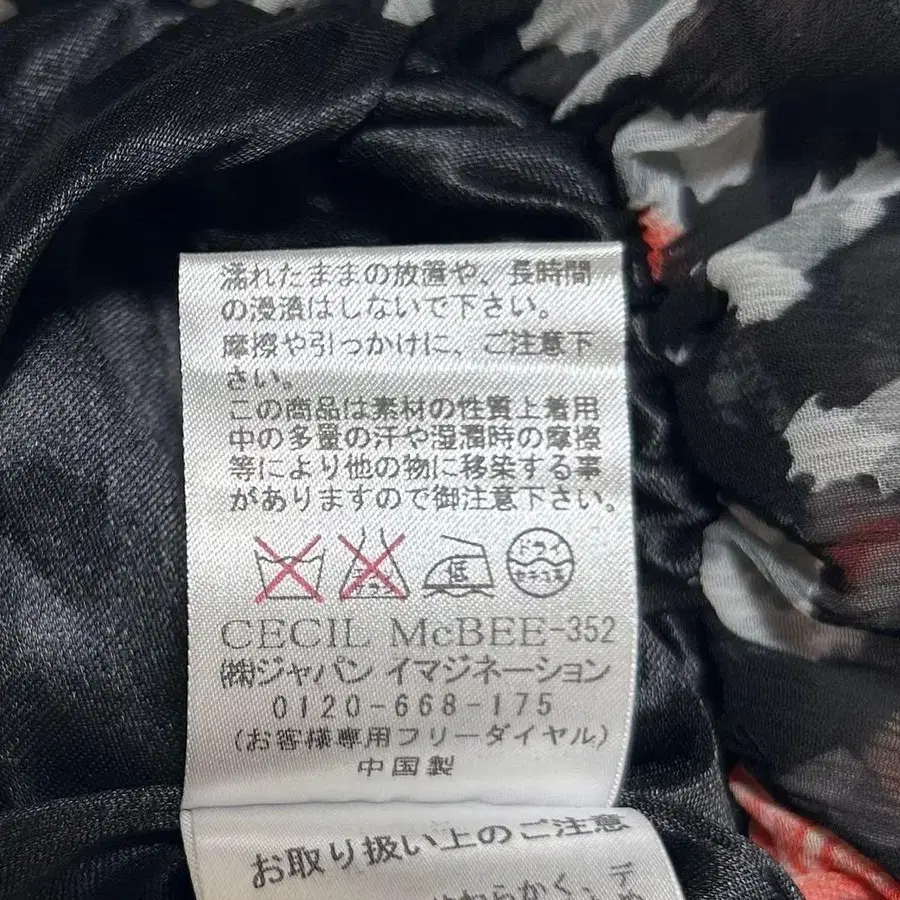 濡れたままの放置や、長時間
の浸漬はしないで下さい。
摩擦や引っかけに、ご注意下
さい。
この商品は素材の性質上着用
中の多量の汗や湿潤時の摩擦
等により他の物に移染する事
がありますので御注意下さい。
低 ドライ
セキユ系
CECIL McBEE-352
㈱ジャパン イマジネーション
0120-668-175
(お客様専用フリーダイヤル)
中国製
お取り扱い上のご注意